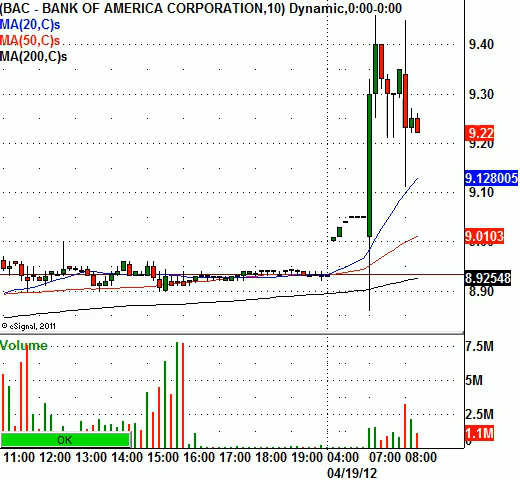 (BAC - BANK OF AMERICA CORPORATION,10) Dynamic,0:00-0:00
MA(20,C)s
MA(50,C)s
MA(200,C)s
9.40
9.30
9.22
9.20
9.128005
9.10
9.0103
8.92548
8.90
© eSignal, 2011
Volume
7.5M
5M
2.5M
1.1M
0
OK
11:00 12:00 13:00 14:00 15:00 16:00 17:00 18:00 19:00 04:00 07:00 08:00
04/19/12